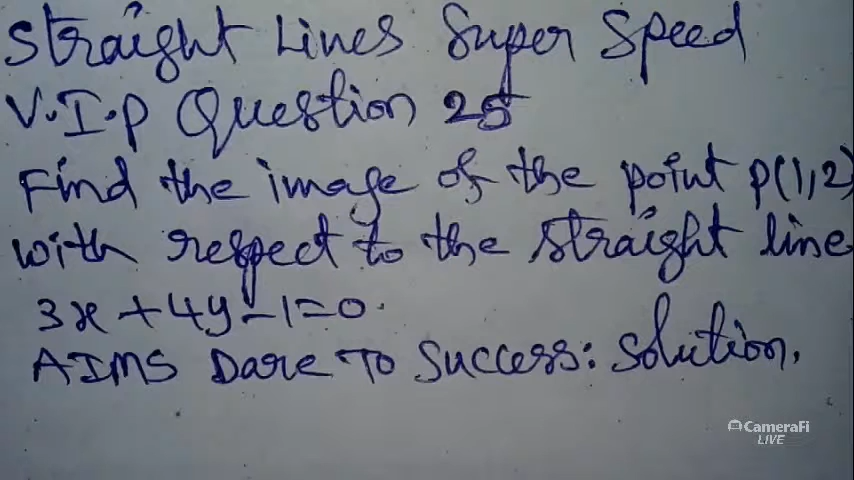 Straight Lines Super Speed
V.I.P Question 25
Find the image of the point P(1,2)
with respect to the straight line
3x + 4y - 1 = 0.
AIMS Dare To Success: Solution.
CameraFi
LIVE